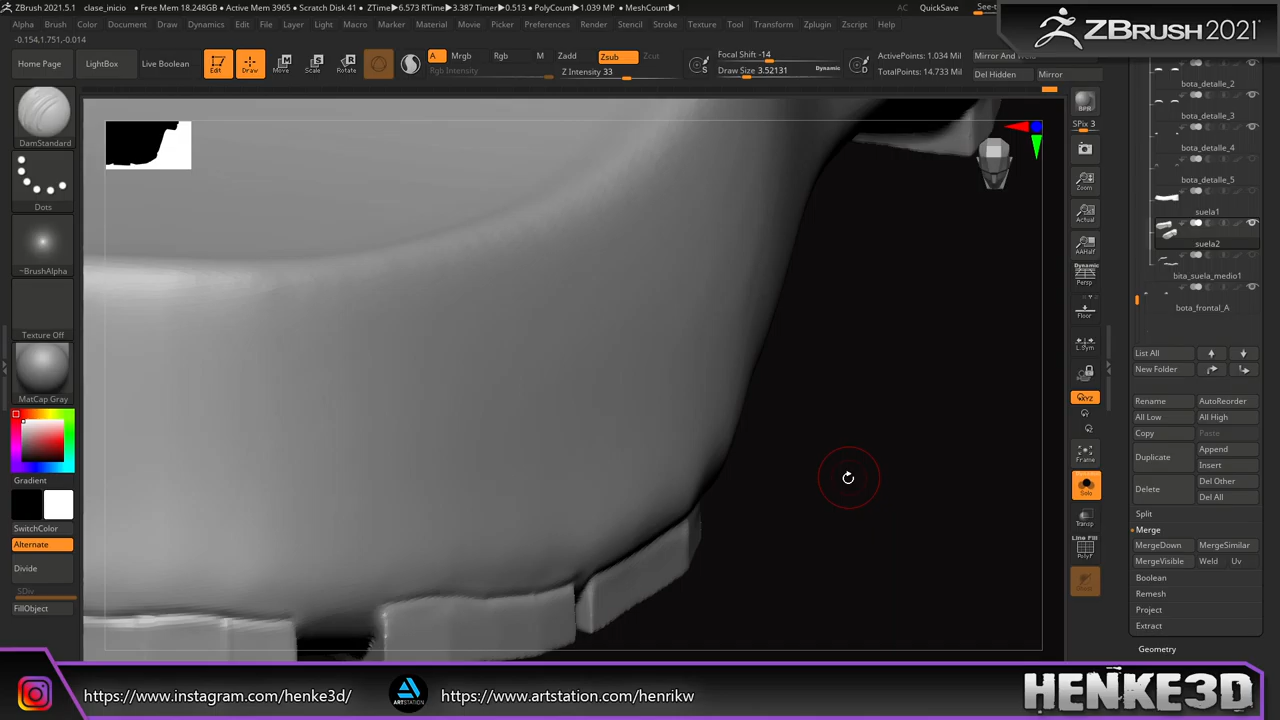 ZBrush 2021.5.1 clase_inicio • Free Mem 18.248GB • Active Mem 3965 • Scratch Disk 41 • ZTime▶6.573 RTime▶3.387 Timer▶0.513 • PolyCount▶1.039 MP • MeshCount▶1 AC QuickSave See-t
Alpha Brush Color Document Draw Dynamics Edit File Layer Light Macro Marker Material Movie Picker Preferences Render Stencil Stroke Texture Tool Transform Zplugin Zscript Help
-0.154,1.751,-0.014
Home Page LightBox Live Boolean Edit Draw Move Scale Rotate A Mrgb Rgb M Zadd Zsub Zcut
Rgb Intensity Z Intensity 33
Focal Shift -14
Draw Size 3.52131 Dynamic
ActivePoints: 1.034 Mil
TotalPoints: 14.733 Mil
Del Hidden Mirror
S D
ZBRUSH 2021
DamStandard
Dots
~BrushAlpha
Texture Off
MatCap Gray
Gradient
SwitchColor
Alternate
Divide
SDiv
FillObject
BPR
SPix 3
Zoom
Actual
AAHalf
Dynamic
Persp
Floor
L.Sym
XYZ
Frame
Solo
Transp
Line Fill
PolyF
bota_detalle_2
bota_detalle_3
bota_detalle_4
bota_detalle_5
suela1
suela2
bita_suela_medio1
bota_frontal_A
List All
New Folder
Rename AutoReorder
All Low All High
Copy Paste
Duplicate Append
Insert
Delete Del Other
Del All
Split
Merge
MergeDown MergeSimilar
MergeVisible Weld Uv
Boolean
Remesh
Project
Extract
Geometry
https://www.instagram.com/henke3d/ ARTSTATION https://www.artstation.com/henrikw HENKE3D